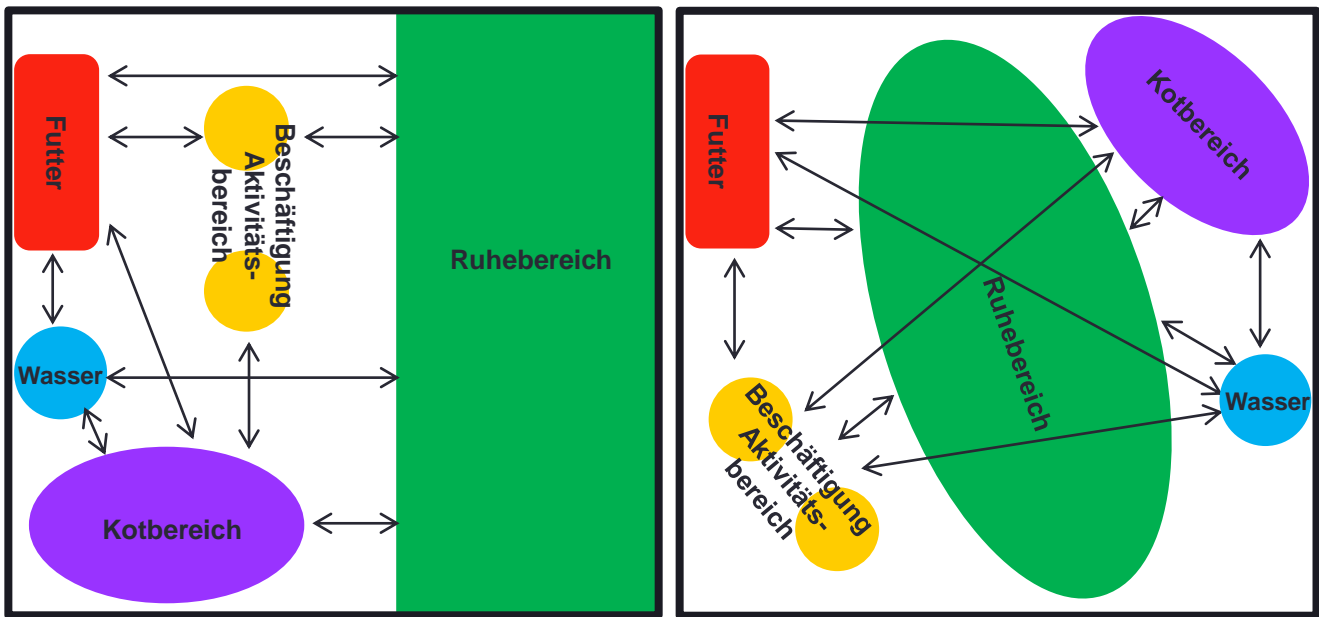 Futter
Beschäftigung
Aktivitäts-
bereich
Ruhebereich
Wasser
Kotbereich
Futter
Kotbereich
Ruhebereich
Wasser
Beschäftigung
Aktivitäts-
bereich